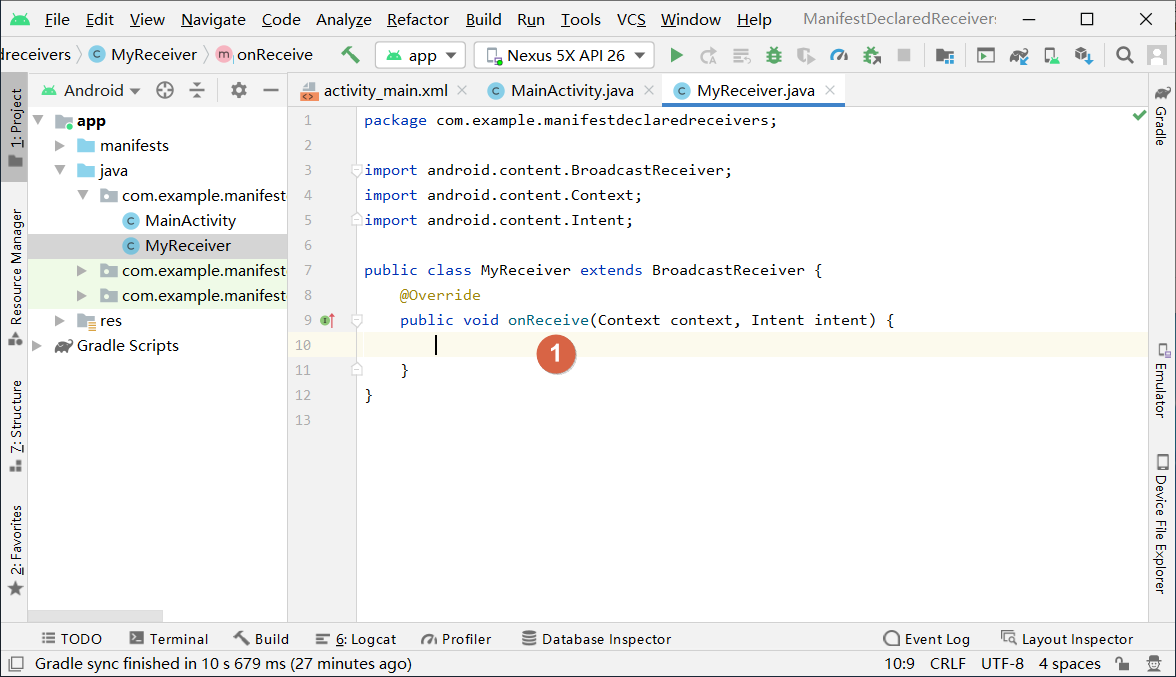 File Edit View Navigate Code Analyze Refactor Build Run Tools VCS Window Help ManifestDeclaredReceivers
receivers MyReceiver onReceive app Nexus 5X API 26
1: Project
Resource Manager
7: Structure
2: Favorites
Android
app
manifests
java
com.example.manifest
MainActivity
MyReceiver
com.example.manifest
com.example.manifest
res
Gradle Scripts
activity_main.xml MainActivity.java MyReceiver.java
1 package com.example.manifestdeclaredreceivers;
2
3 import android.content.BroadcastReceiver;
4 import android.content.Context;
5 import android.content.Intent;
6
7 public class MyReceiver extends BroadcastReceiver {
8 @Override
9 public void onReceive(Context context, Intent intent) {
10
1
11 }
12 }
13
Gradle
Emulator
Device File Explorer
TODO Terminal Build 6: Logcat Profiler Database Inspector Event Log Layout Inspector
Gradle sync finished in 10 s 679 ms (27 minutes ago) 10:9 CRLF UTF-8 4 spaces